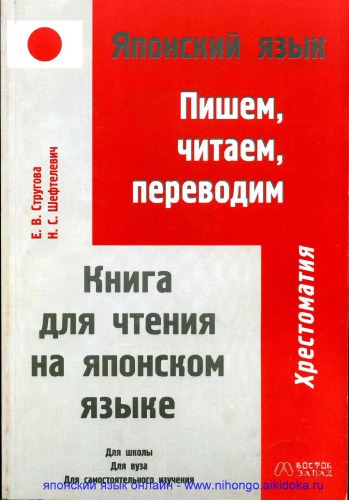 Японский язык
Пишем,
читаем,
переводим
Е. В. Стругова
Н. С. Шефтелевич
Хрестоматия
Книга
для чтения
на японском
языке
Для школы
Для вуза
Для самостоятельного изучения
ВОСТОК
ЗАПАД
японский язык онлайн - www.nihongo.aikidoka.ru